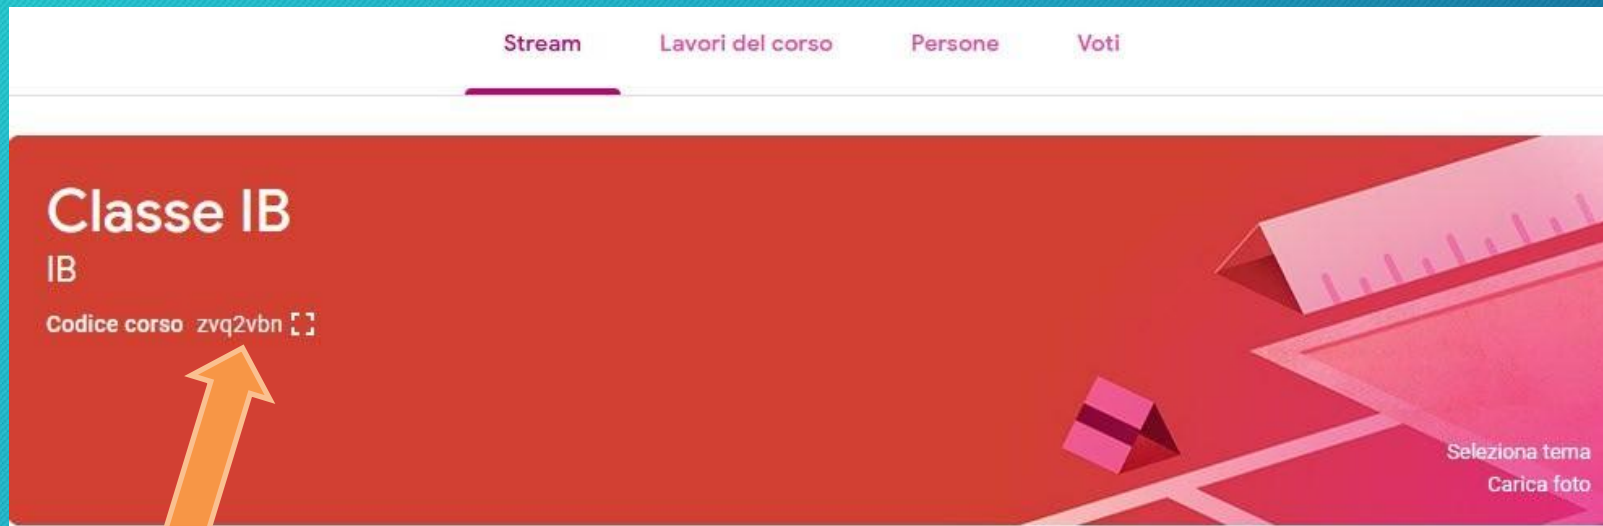 Stream Lavori del corso Persone Voti
Classe IB
IB
Codice corso zvq2vbn
Seleziona tema
Carica foto